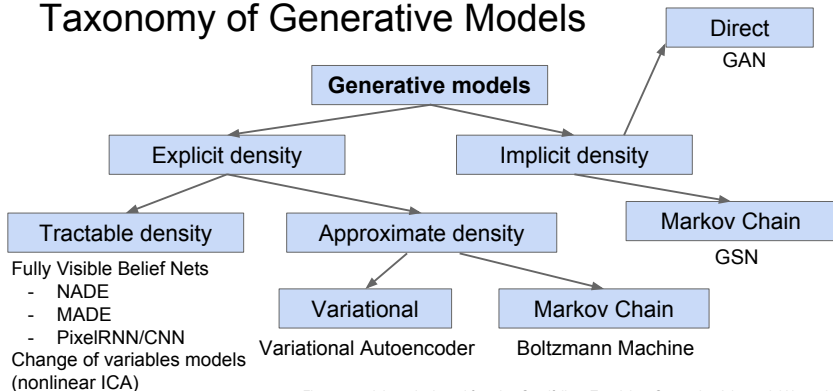 Taxonomy of Generative Models
Direct
GAN
Generative models
Explicit density
Implicit density
Tractable density
Approximate density
Markov Chain
GSN
Fully Visible Belief Nets
- NADE
- MADE
- PixelRNN/CNN
Change of variables models
(nonlinear ICA)
Variational
Variational Autoencoder
Markov Chain
Boltzmann Machine